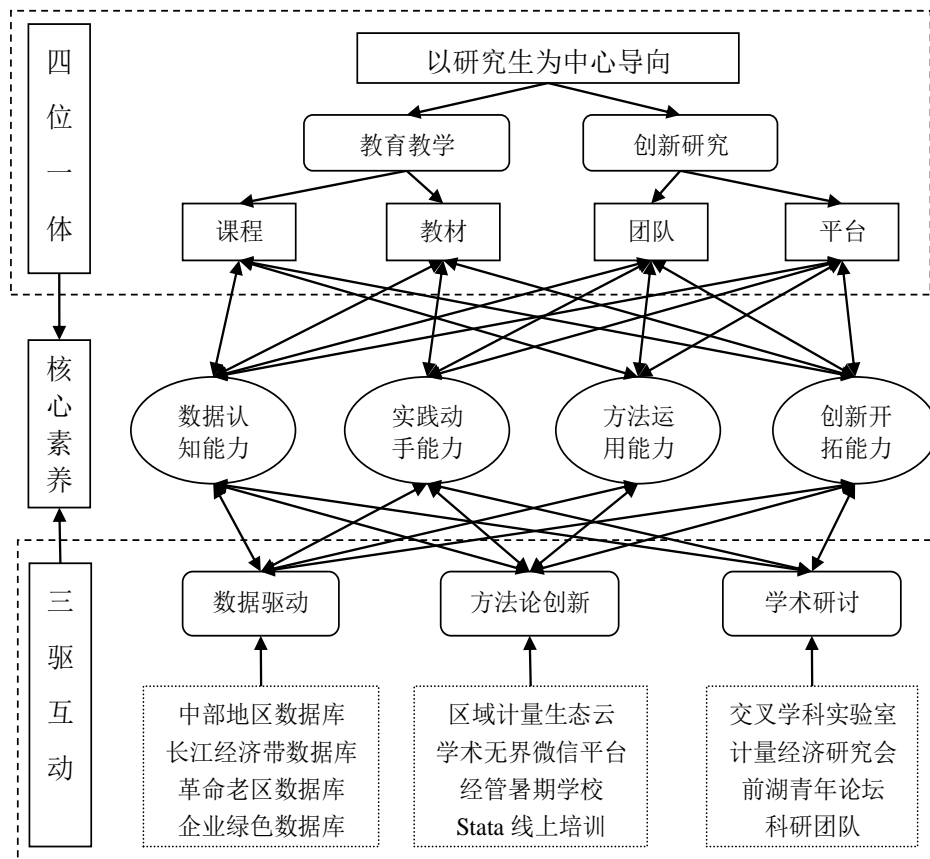 四位一体
以研究生为中心导向
教育教学
创新研究
课程
教材
团队
平台
核心素养
数据认
知能力
实践动
手能力
方法运
用能力
创新开
拓能力
三驱互动
数据驱动
方法论创新
学术研讨
中部地区数据库
长江经济带数据库
革命老区数据库
企业绿色数据库
区域计量生态云
学术无界微信平台
经管暑期学校
Stata 线上培训
交叉学科实验室
计量经济研究会
前湖青年论坛
科研团队